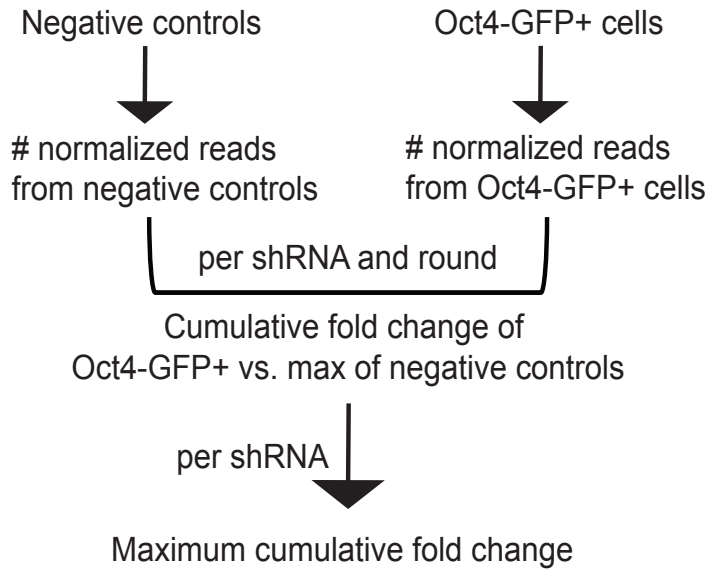 Negative controls
Oct4-GFP+ cells
# normalized reads
from negative controls
# normalized reads
from Oct4-GFP+ cells
per shRNA and round
Cumulative fold change of
Oct4-GFP+ vs. max of negative controls
per shRNA
Maximum cumulative fold change